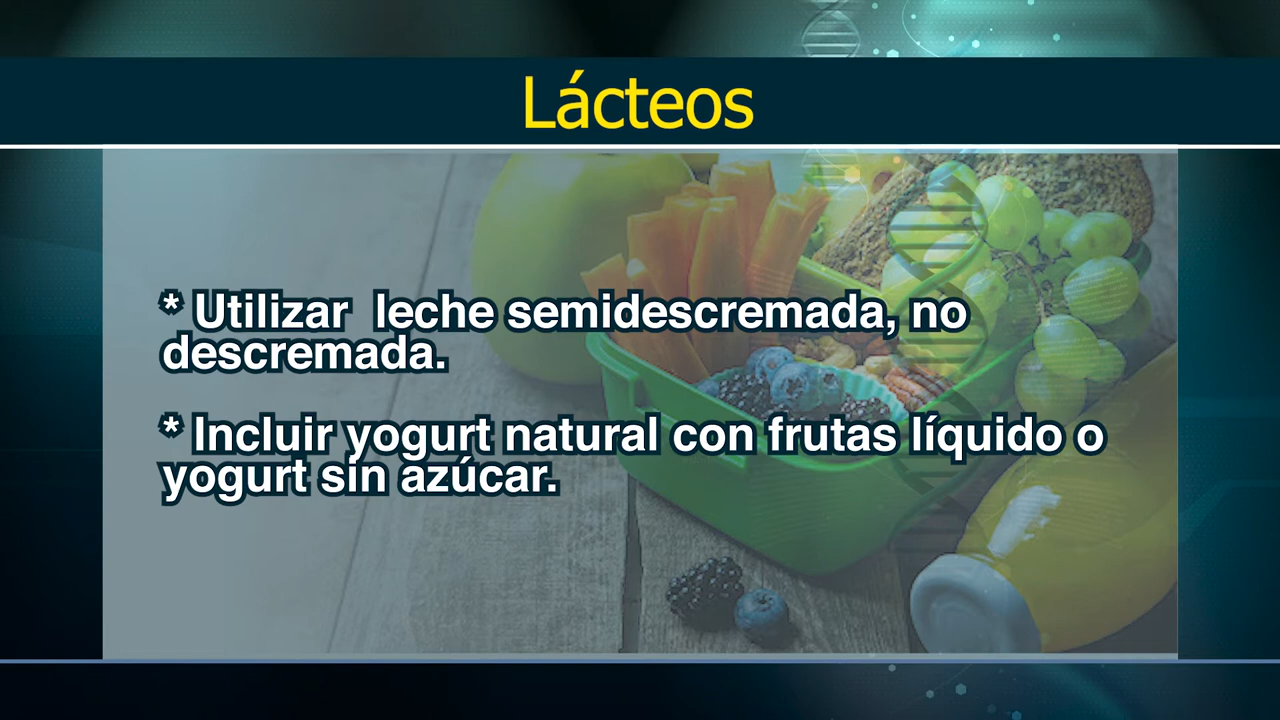 Lácteos
* Utilizar  leche semidescremada, no
descremada.
* Incluir yogurt natural con frutas líquido o
yogurt sin azúcar.